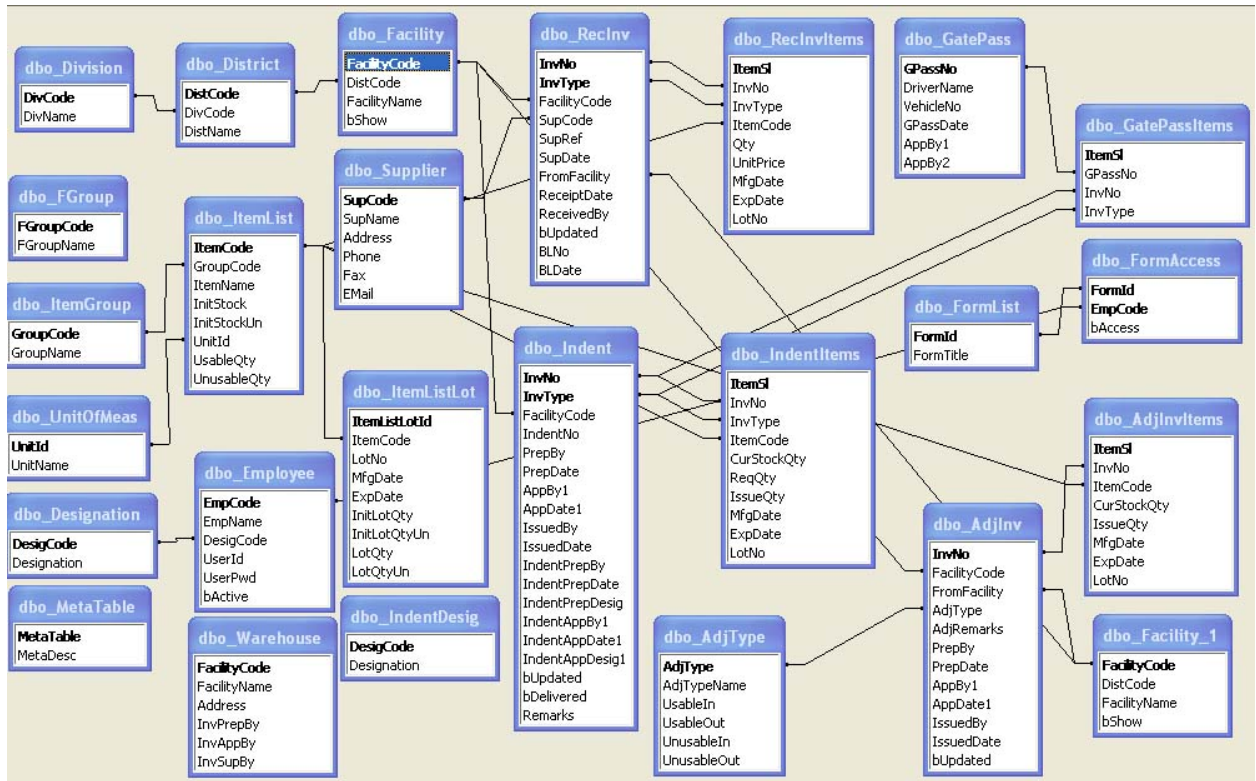 dbo_Division
DivCode
DivName
dbo_District
DistCode
DivCode
DistName
dbo_Facility
FacilityCode
DistCode
FacilityName
bShow
dbo_RecInv
InvNo
InvType
FacilityCode
SupCode
SupRef
SupDate
FromFacility
ReceiptDate
ReceivedBy
bUpdated
BLNo
BLDate
dbo_RecInvItems
ItemSl
InvNo
InvType
ItemCode
Qty
UnitPrice
MfgDate
ExpDate
LotNo
dbo_GatePass
GPassNo
DriverName
VehicleNo
GPassDate
AppBy1
AppBy2
dbo_GatePassItems
ItemSl
GPassNo
InvNo
InvType
dbo_FGroup
FGroupCode
FGroupName
dbo_ItemList
ItemCode
GroupCode
ItemName
InitStock
InitStockUn
UnitId
UsableQty
UnusableQty
dbo_Supplier
SupCode
SupName
Address
Phone
Fax
EMail
dbo_FormAccess
FormId
EmpCode
bAccess
dbo_FormList
FormId
FormTitle
dbo_ItemGroup
GroupCode
GroupName
dbo_Indent
InvNo
InvType
FacilityCode
IndentNo
PrepBy
PrepDate
AppBy1
AppDate1
IssuedBy
IssuedDate
IndentPrepBy
IndentPrepDate
IndentPrepDesig
IndentAppBy1
IndentAppDate1
IndentAppDesig1
bUpdated
bDelivered
Remarks
dbo_IndentItems
ItemSl
InvNo
InvType
ItemCode
CurStockQty
ReqQty
IssueQty
MfgDate
ExpDate
LotNo
dbo_ItemListLot
ItemListLotId
ItemCode
LotNo
MfgDate
ExpDate
InitLotQty
InitLotQtyUn
LotQty
LotQtyUn
dbo_UnitOfMeas
UnitId
UnitName
dbo_AdjInvItems
ItemSl
InvNo
ItemCode
CurStockQty
IssueQty
MfgDate
ExpDate
LotNo
dbo_Employee
EmpCode
EmpName
DesigCode
UserId
UserPwd
bActive
dbo_Designation
DesigCode
Designation
dbo_AdjInv
InvNo
FacilityCode
FromFacility
AdjType
AdjRemarks
PrepBy
PrepDate
AppBy1
AppDate1
IssuedBy
IssuedDate
bUpdated
dbo_MetaTable
MetaTable
MetaDesc
dbo_Warehouse
FacilityCode
FacilityName
Address
InvPrepBy
InvAppBy
InvSupBy
dbo_IndentDesig
DesigCode
Designation
dbo_AdjType
AdjType
AdjTypeName
UsableIn
UsableOut
UnusableIn
UnusableOut
dbo_Facility_1
FacilityCode
DistCode
FacilityName
bShow